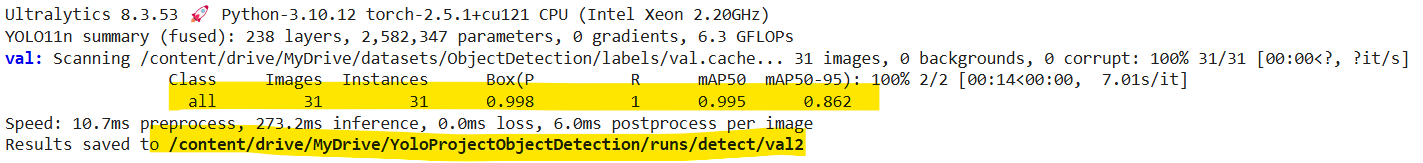 Ultralytics 8.3.53 🚀 Python-3.10.12 torch-2.5.1+cu121 CPU (Intel Xeon 2.20GHz)
YOLO11n summary (fused): 238 layers, 2,582,347 parameters, 0 gradients, 6.3 GFLOPs
val: Scanning /content/drive/MyDrive/datasets/ObjectDetection/labels/val.cache... 31 images, 0 backgrounds, 0 corrupt: 100% 31/31 [00:00<?, ?it/s]
Class Images Instances Box(P R mAP50 mAP50-95): 100% 2/2 [00:14<00:00, 7.01s/it]
all 31 31 0.998 1 0.995 0.862
Speed: 10.7ms preprocess, 273.2ms inference, 0.0ms loss, 6.0ms postprocess per image
Results saved to /content/drive/MyDrive/YoloProjectObjectDetection/runs/detect/val2